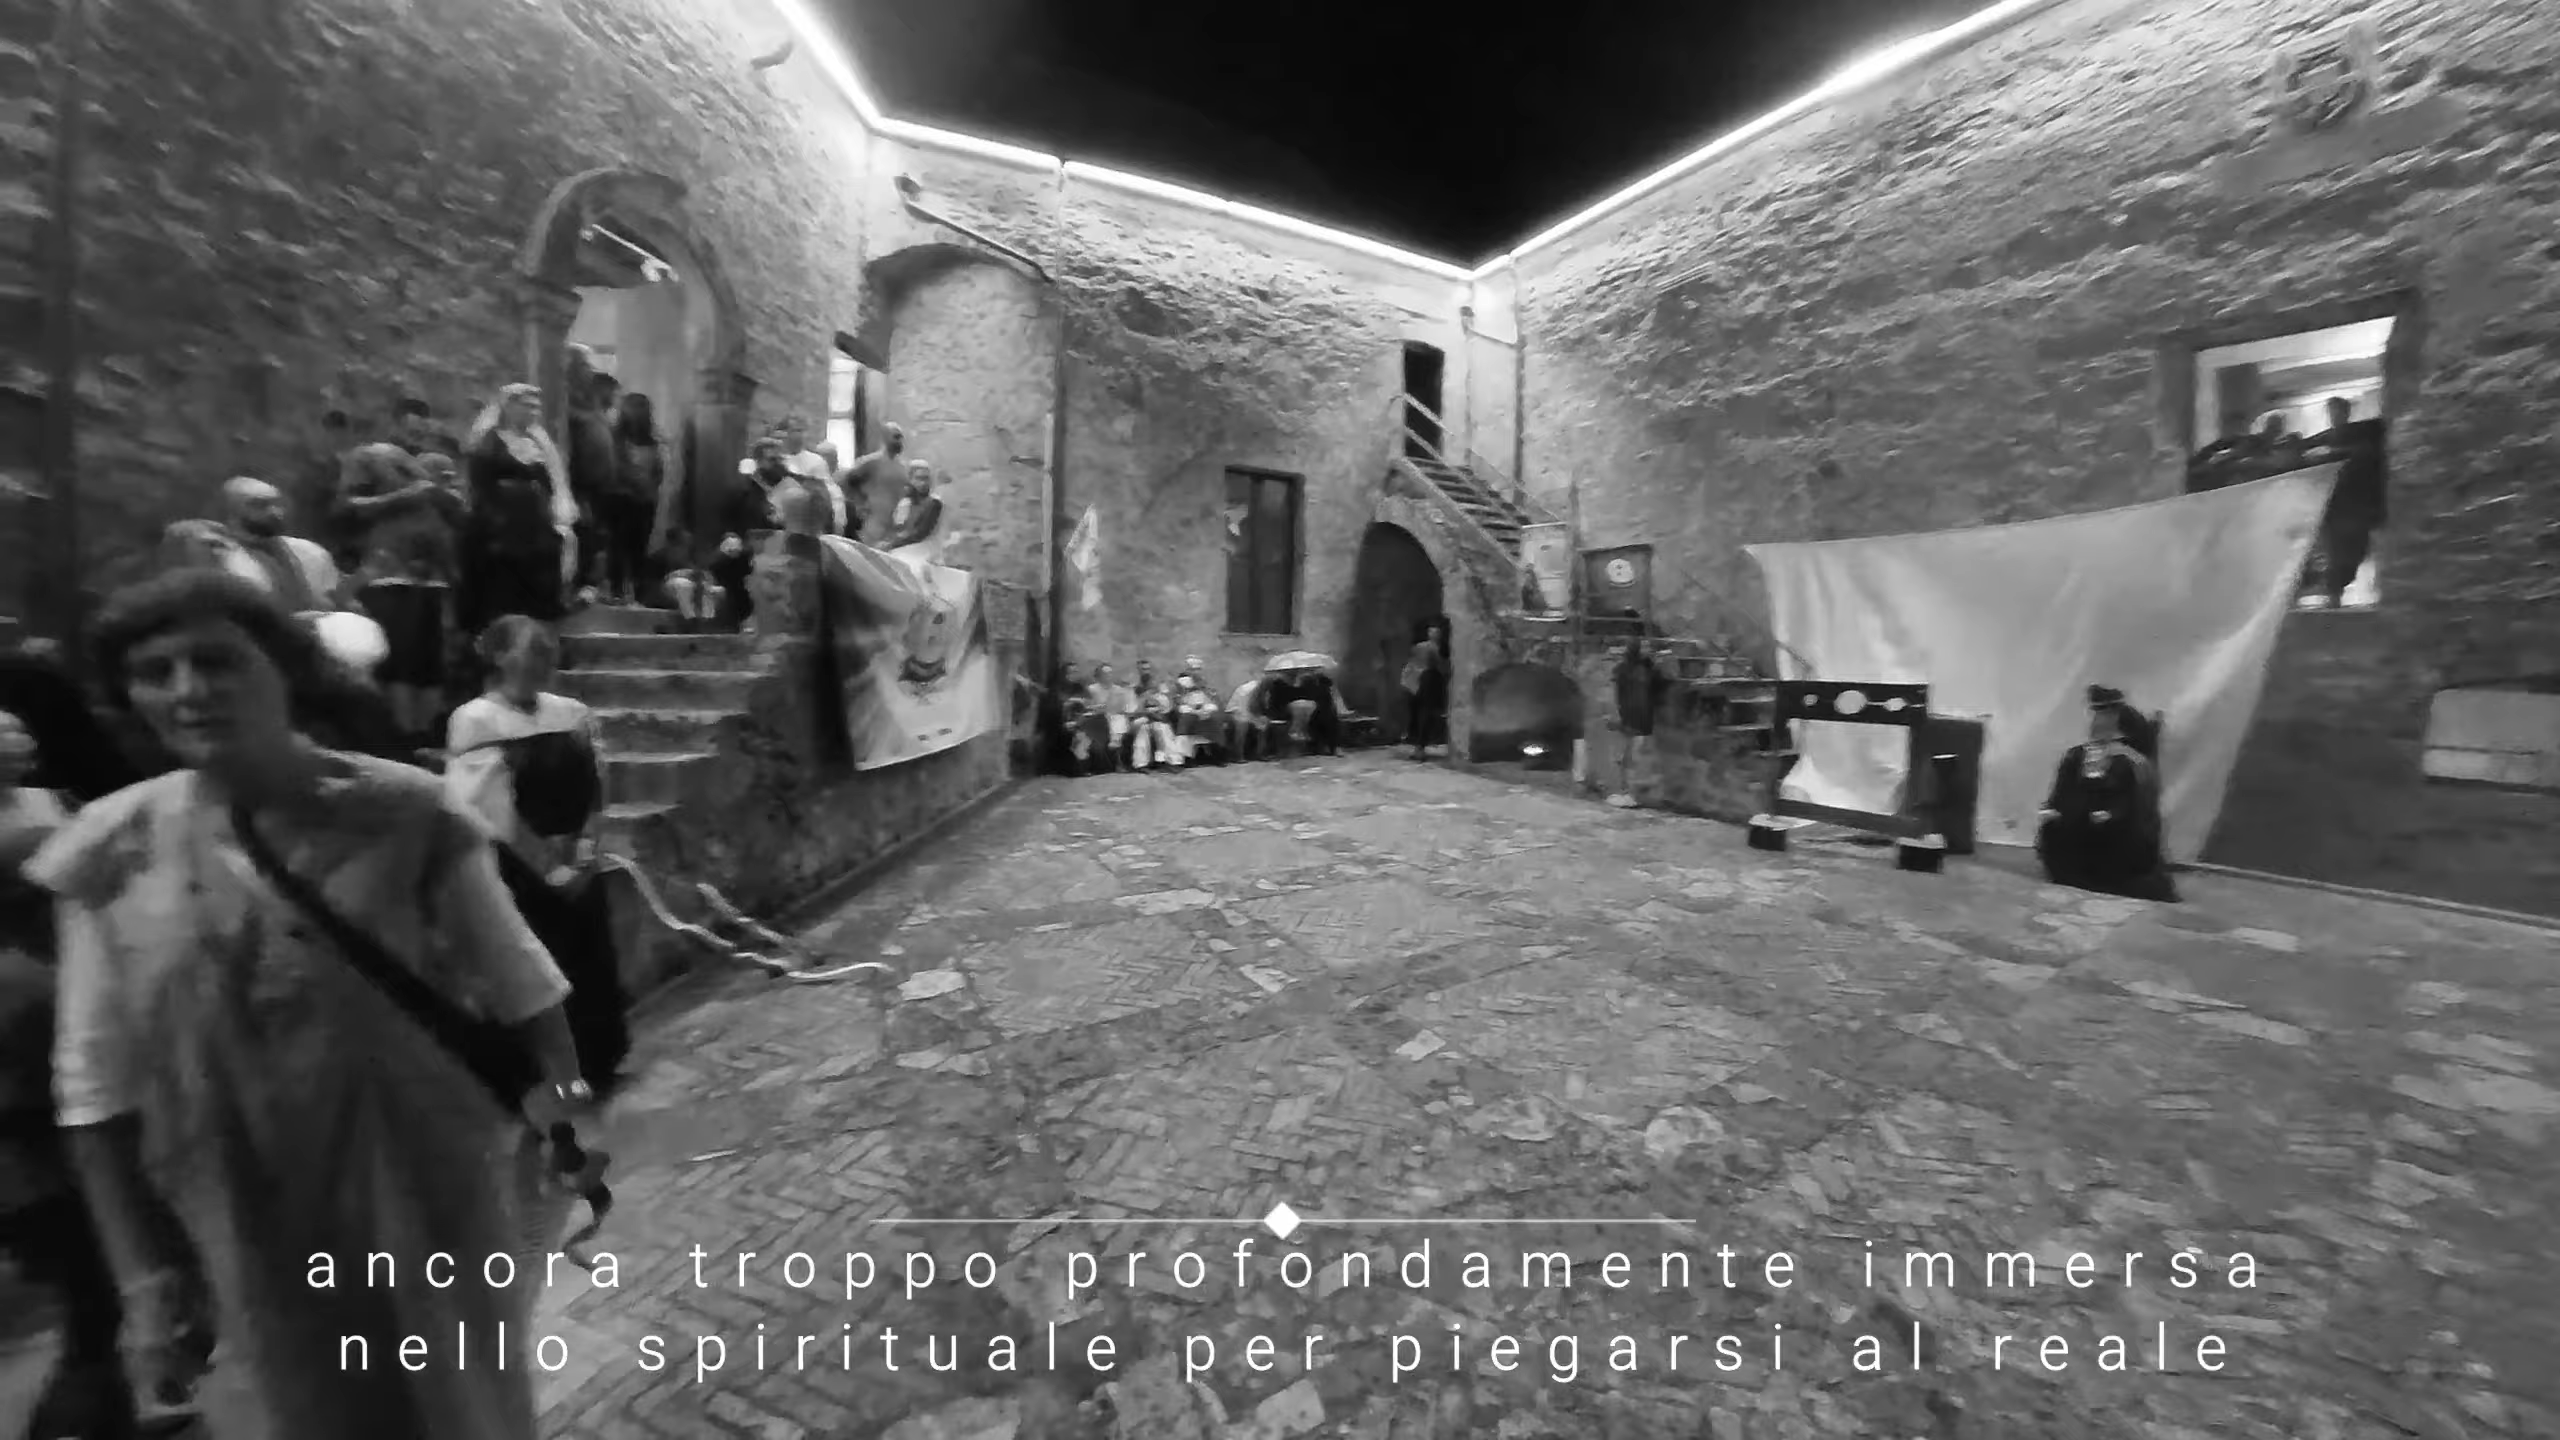 ancora troppo profondamente immersa
nello spirituale per piegarsi al reale